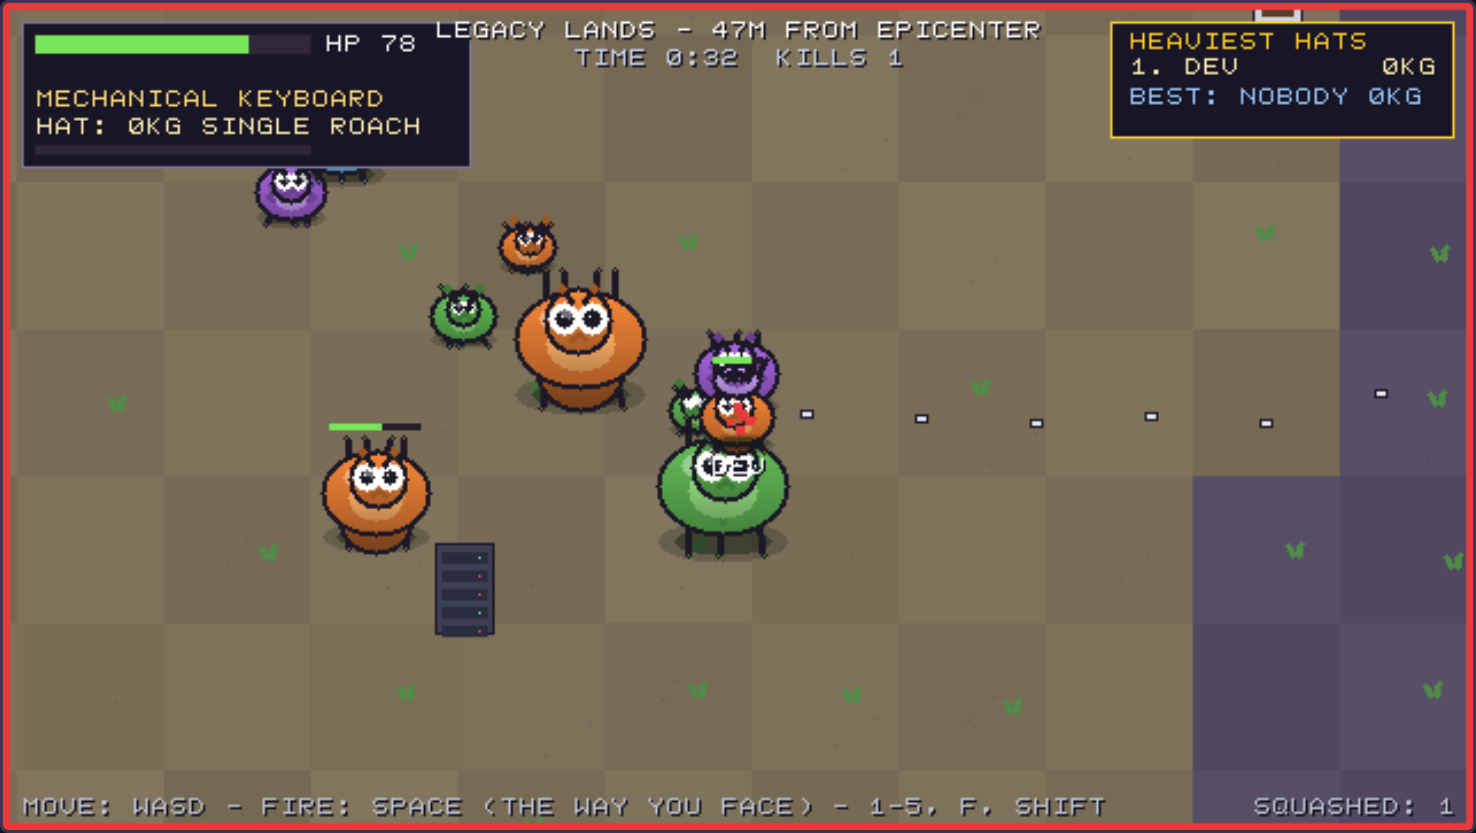 HP 78
MECHANICAL KEYBOARD
HAT: 0KG SINGLE ROACH
LEGACY LANDS - 47M FROM EPICENTER
TIME 0:32 KILLS 1
HEAVIEST HATS
1. DEV 0KG
BEST: NOBODY 0KG
MOVE: WASD - FIRE: SPACE (THE WAY YOU FACE) - 1-5, F, SHIFT
SQUASHED: 1